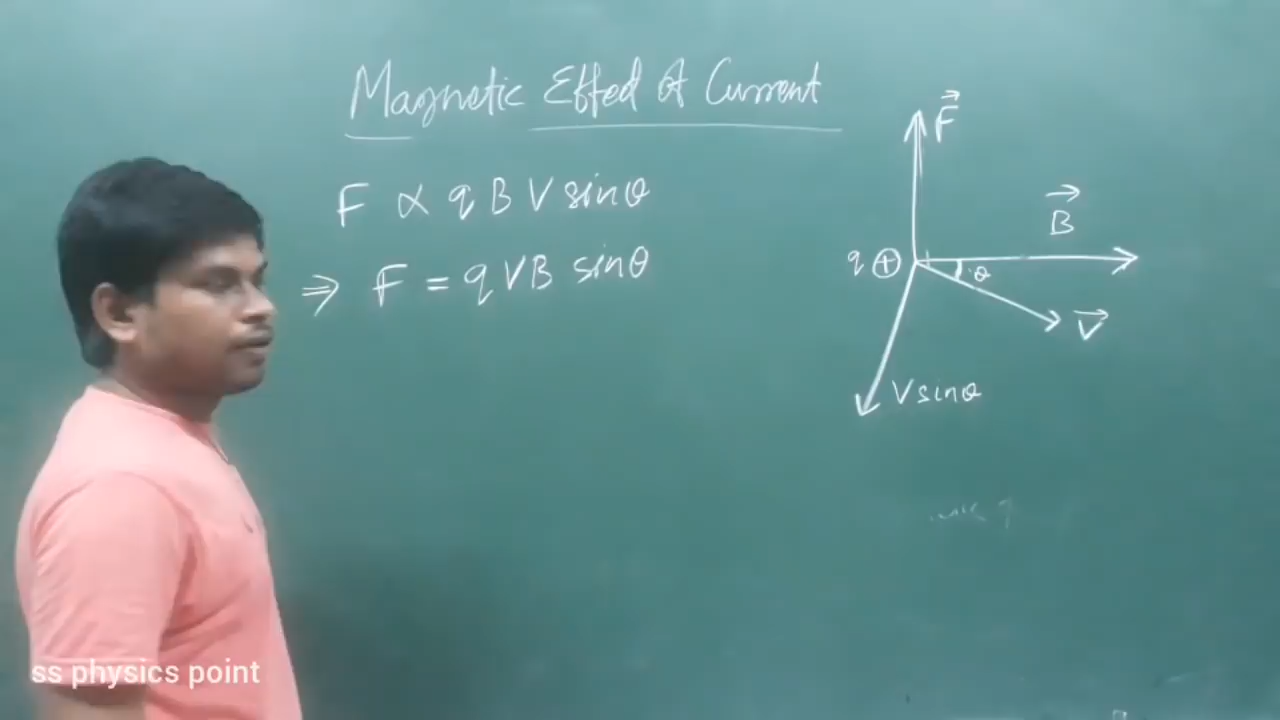 Magnetic Effect Of Current
F ∝ q B V sinθ
⇒ F = q V B sinθ
F⃗
B⃗
q ⊕
θ
V⃗
V sinθ
ss physics point